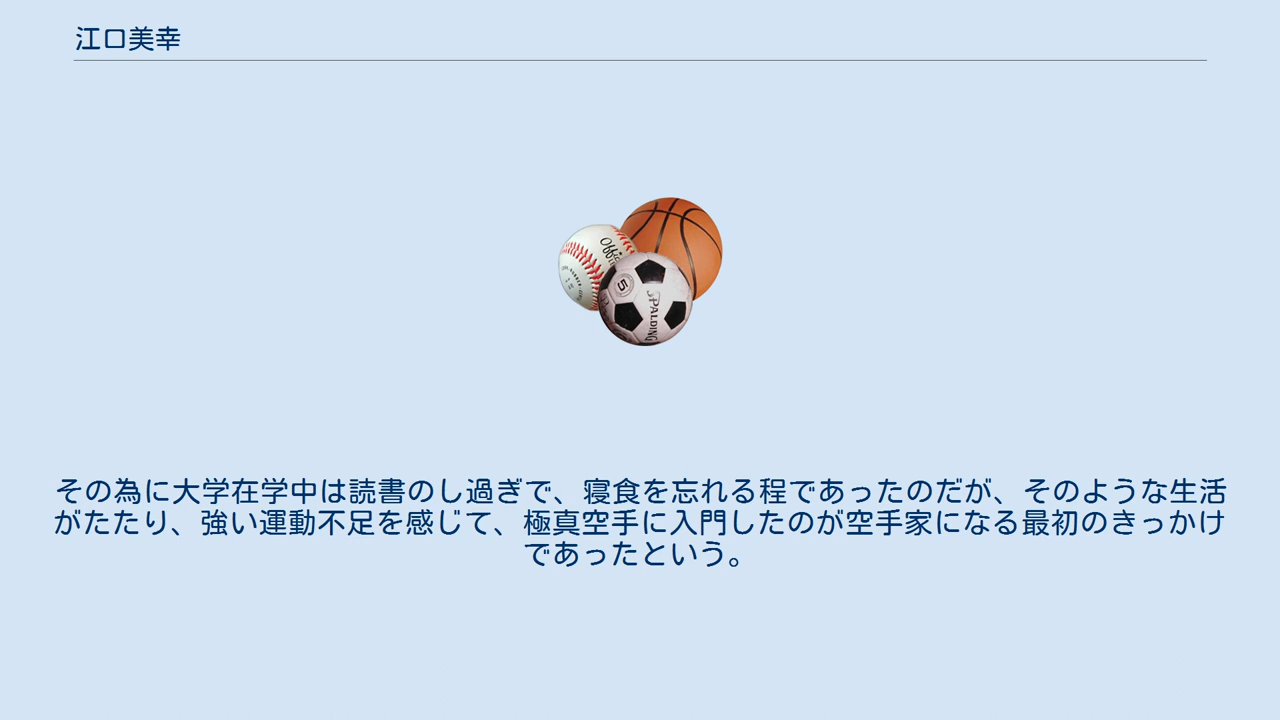 江口美幸
Offic
5
SPALDING
その為に大学在学中は読書のし過ぎで、寝食を忘れる程であったのだが、そのような生活
がたたり、強い運動不足を感じて、極真空手に入門したのが空手家になる最初のきっかけ
であったという。